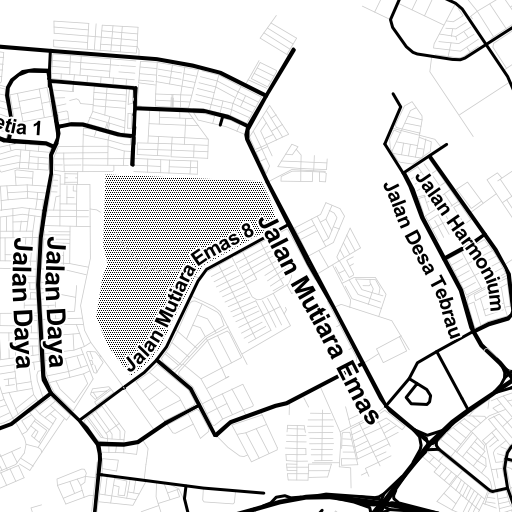 etia 1
Jalan Daya
Jalan Daya
Jalan Mutiara Emas 8
Jalan Mutiara Emas
Jalan Desa Tebrau
Jalan Harmonium